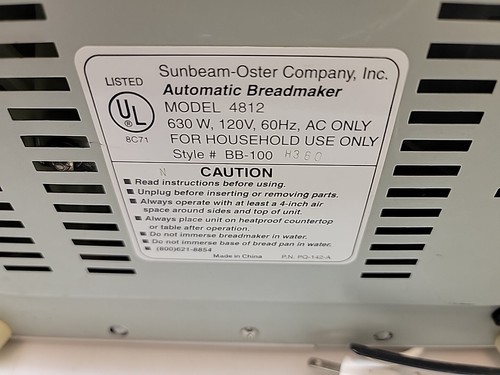 Sunbeam-Oster Company, Inc.
LISTED
Automatic Breadmaker
UL
®
MODEL 4812
630 W, 120V, 60Hz, AC ONLY
8C71
FOR HOUSEHOLD USE ONLY
Style # BB-100 H360
N
CAUTION
■ Read instructions before using.
■ Unplug before inserting or removing parts.
■ Always operate with at least a 4-inch air
space around sides and top of unit.
■ Always place unit on heatproof countertop
or table after operation.
■ Do not immerse breadmaker in water.
■ Do not immerse base of bread pan in water.
■ (800)621-8854
Made in China P.N. PQ-142-A